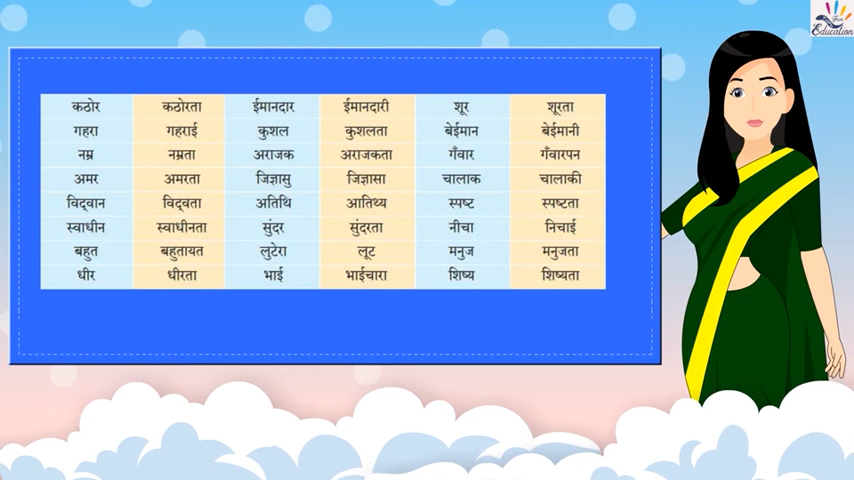 Fun
Education
कठोर कठोरता ईमानदार ईमानदारी शूर शूरता
गहरा गहराई कुशल कुशलता बेईमान बेईमानी
नम्र नम्रता अराजक अराजकता गँवार गँवारपन
अमर अमरता जिज्ञासु जिज्ञासा चालाक चालाकी
विद्वान विद्वता अतिथि आतिथ्य स्पष्ट स्पष्टता
स्वाधीन स्वाधीनता सुंदर सुंदरता नीचा निचाई
बहुत बहुतायत लुटेरा लूट मनुज मनुजता
धीर धीरता भाई भाईचारा शिष्य शिष्यता